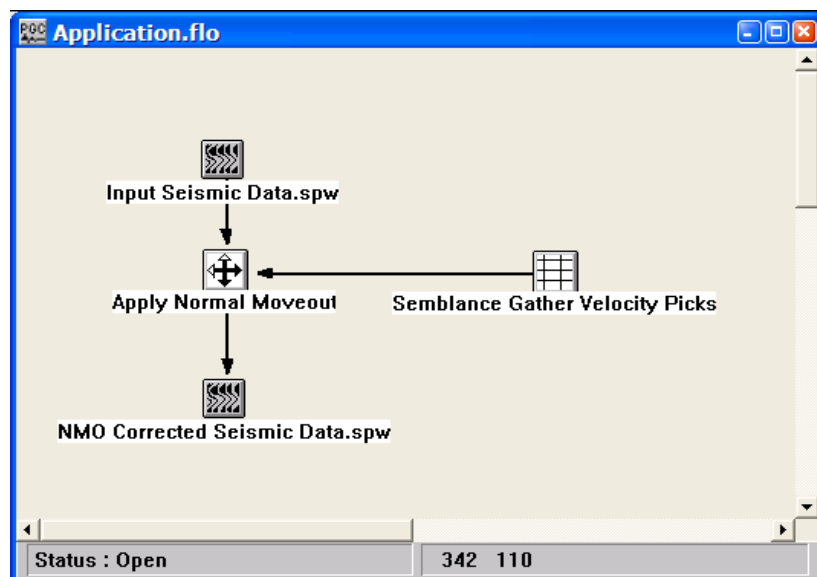 PGC Application.flo
Input Seismic Data.spw
Apply Normal Moveout
Semblance Gather Velocity Picks
NMO Corrected Seismic Data.spw
Status : Open 342 110